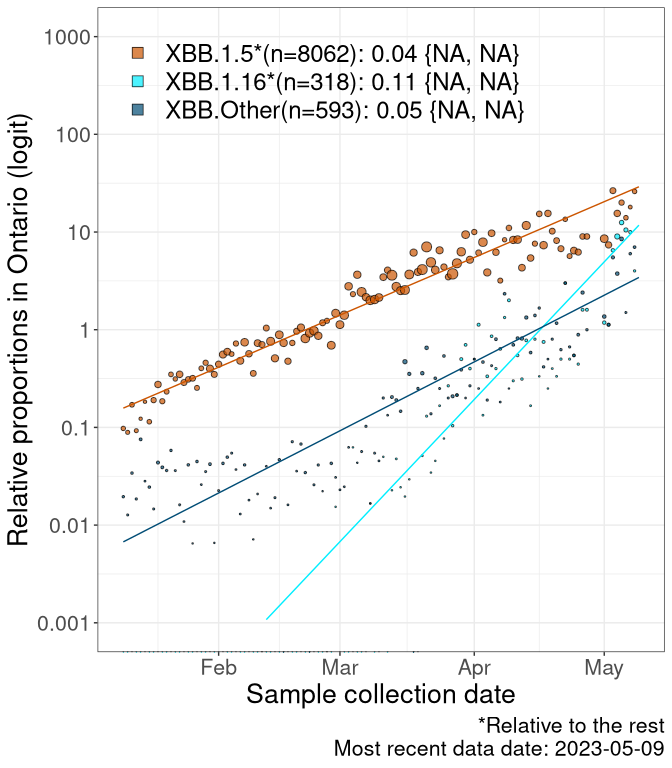 1000
100
10
1
0.1
0.01
0.001
Relative proportions in Ontario (logit)
XBB.1.5*(n=8062): 0.04 {NA, NA}
XBB.1.16*(n=318): 0.11 {NA, NA}
XBB.Other(n=593): 0.05 {NA, NA}
Feb Mar Apr May
Sample collection date
*Relative to the rest
Most recent data date: 2023-05-09